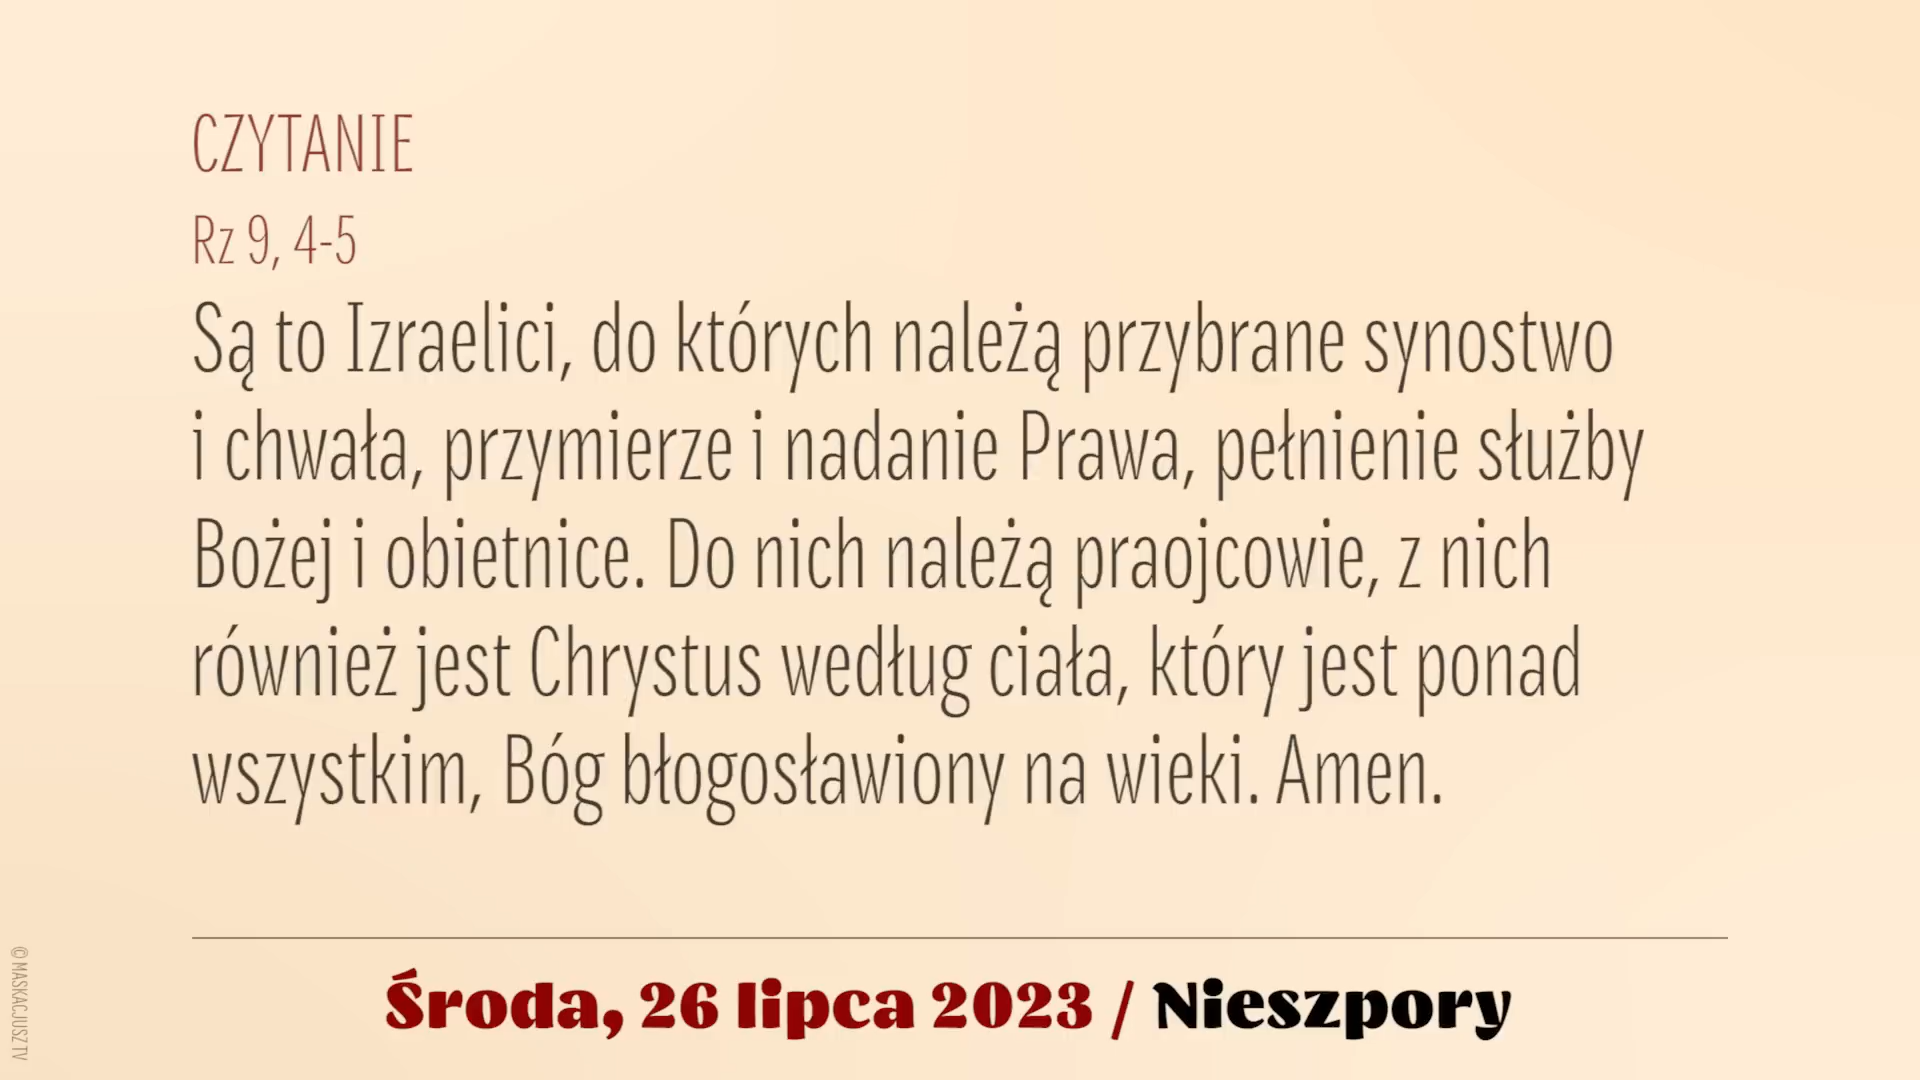 CZYTANIE
Rz 9, 4-5
Są to Izraelici, do których należą przybrane synostwo
i chwała, przymierze i nadanie Prawa, pełnienie służby
Bożej i obietnice. Do nich należą praojcowie, z nich
również jest Chrystus według ciała, który jest ponad
wszystkim, Bóg błogosławiony na wieki. Amen.
Środa, 26 lipca 2023 / Nieszpory
© MASKACJUSZ TV